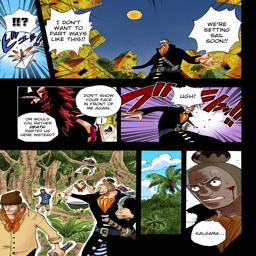 WE'RE
SETTING
SAIL
SOON!!
I DON'T
WANT TO
PART WAYS
LIKE THIS!!
!!?
UGH!
DON'T SHOW
YOUR FACE
IN FRONT OF
ME AGAIN.
OR WOULD
YOU RATHER
DEATH
PARTED US
HERE INSTEAD?
KALGARA...